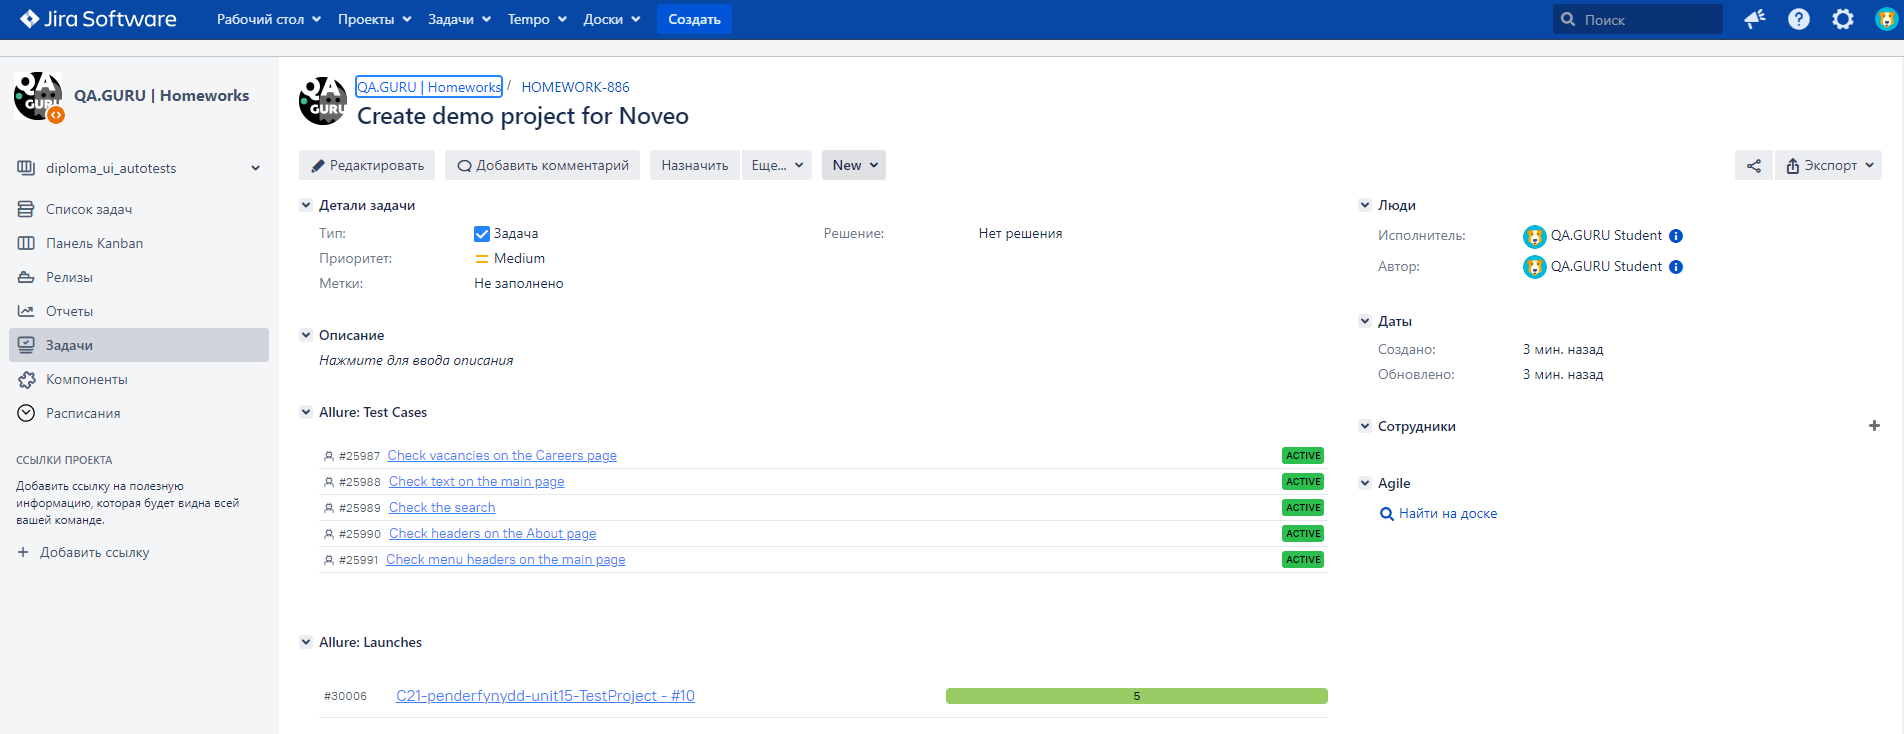 Jira Software Рабочий стол Проекты Задачи Tempo Доски Создать Поиск
QA GURU
QA.GURU | Homeworks
diploma_ui_autotests
Список задач
Панель Kanban
Релизы
Отчеты
Задачи
Компоненты
Расписания
ССЫЛКИ ПРОЕКТА
Добавить ссылку на полезную
информацию, которая будет видна всей
вашей команде.
+ Добавить ссылку
QA GURU
QA.GURU | Homeworks / HOMEWORK-886
Create demo project for Noveo
Редактировать Добавить комментарий Назначить Еще... New Экспорт
Детали задачи
Тип: Задача Решение: Нет решения
Приоритет: Medium
Метки: Не заполнено
Описание
Нажмите для ввода описания
Allure: Test Cases
#25987 Check vacancies on the Careers page ACTIVE
#25988 Check text on the main page ACTIVE
#25989 Check the search ACTIVE
#25990 Check headers on the About page ACTIVE
#25991 Check menu headers on the main page ACTIVE
Allure: Launches
#30006 C21-penderfynydd-unit15-TestProject - #10 5
Люди
Исполнитель: QA.GURU Student
Автор: QA.GURU Student
Даты
Создано: 3 мин. назад
Обновлено: 3 мин. назад
Сотрудники
Agile
Найти на доске